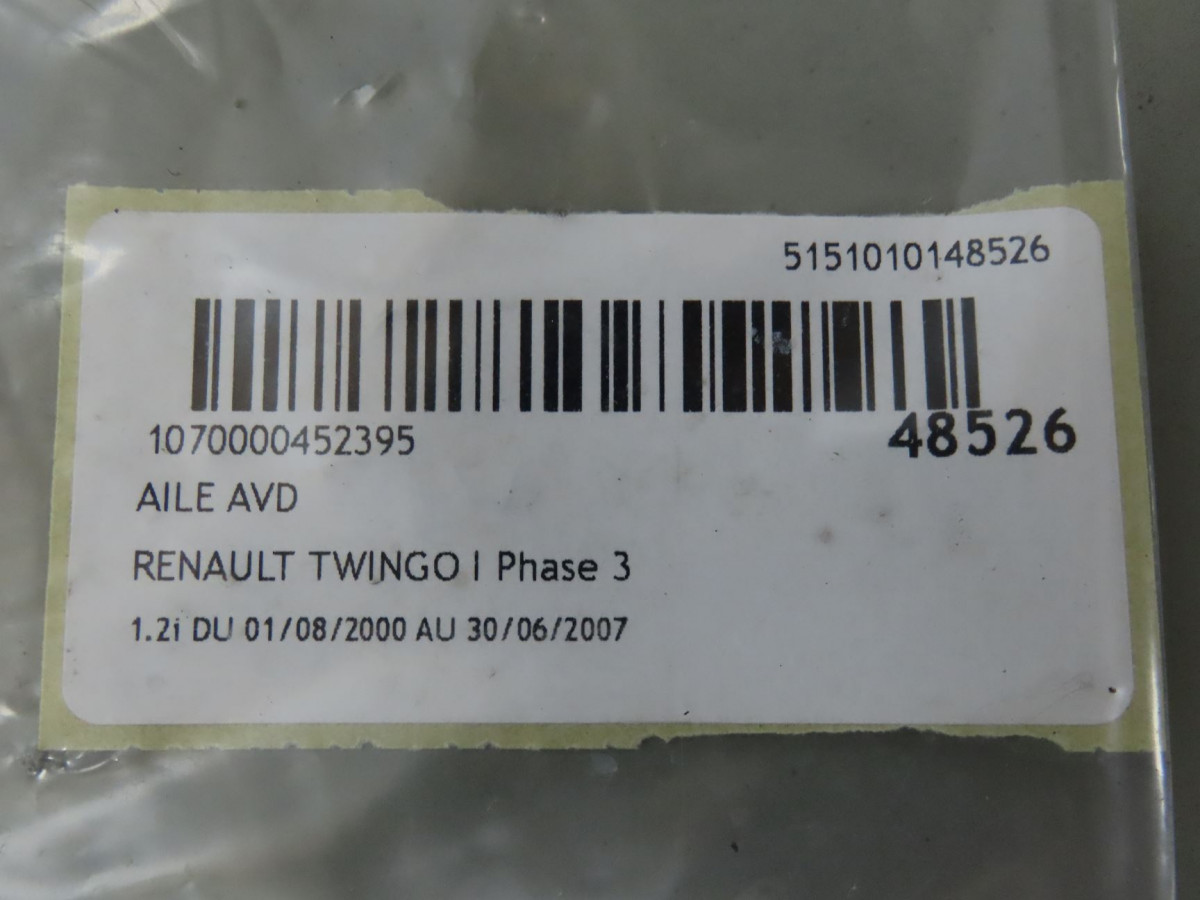 5151010148526
1070000452395
48526
AILE AVD
RENAULT TWINGO I Phase 3
1.2i DU 01/08/2000 AU 30/06/2007